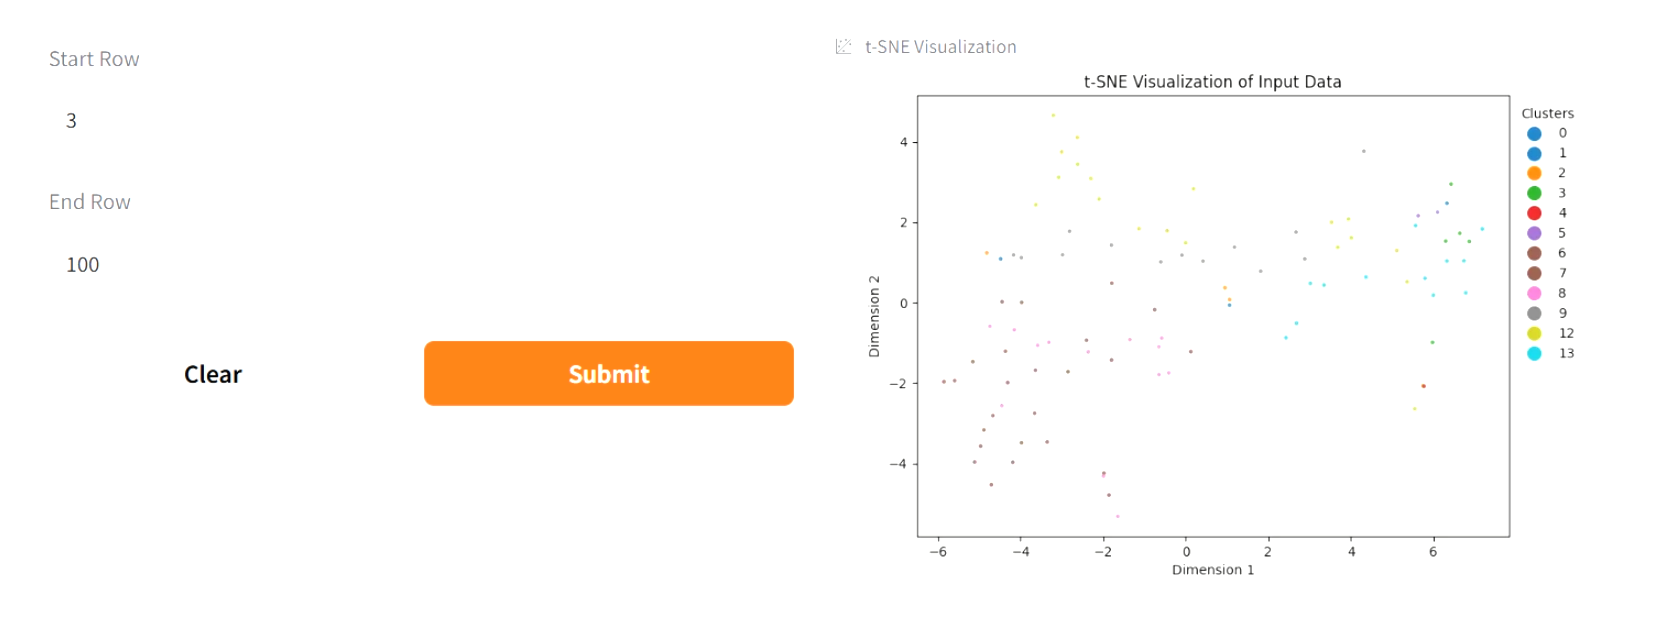 Start Row
3
End Row
100
Clear
Submit
t-SNE Visualization
t-SNE Visualization of Input Data
Dimension 2
4
2
0
−2
−4
−6
−4
−2
0
2
4
6
Dimension 1
Clusters
0
1
2
3
4
5
6
7
8
9
12
13